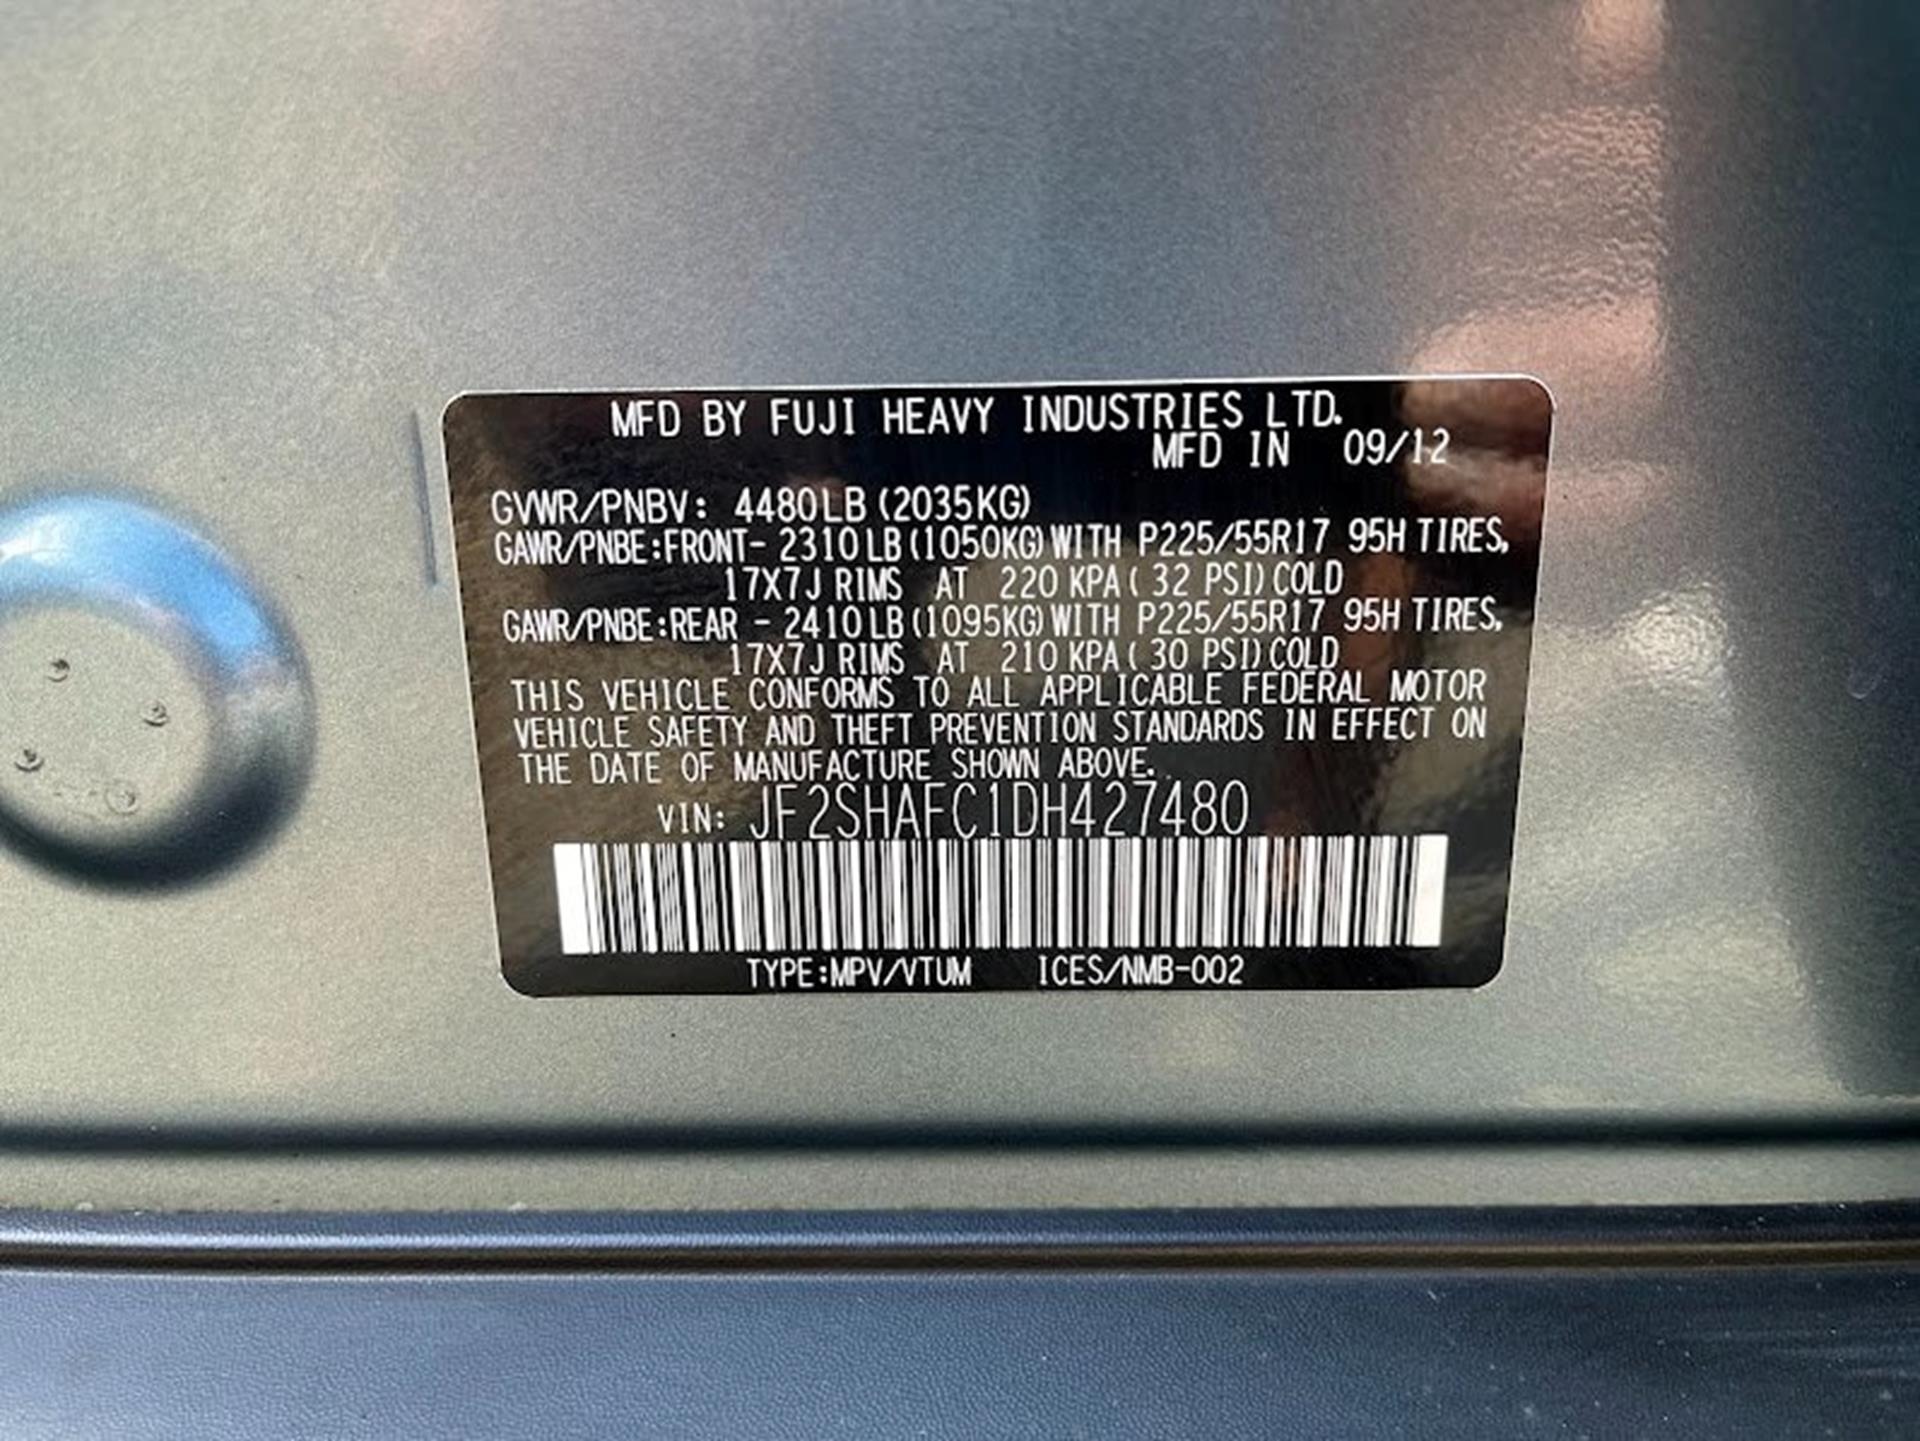 MFD BY FUJI HEAVY INDUSTRIES LTD.
MFD IN 09/12
GVWR/PNBV: 4480LB (2035KG)
GAWR/PNBE:FRONT- 2310LB (1050KG) WITH P225/55R17 95H TIRES,
17X7J RIMS AT 220 KPA ( 32 PSI) COLD
GAWR/PNBE:REAR - 2410LB (1095KG) WITH P225/55R17 95H TIRES,
17X7J RIMS AT 210 KPA ( 30 PSI) COLD
THIS VEHICLE CONFORMS TO ALL APPLICABLE FEDERAL MOTOR
VEHICLE SAFETY AND THEFT PREVENTION STANDARDS IN EFFECT ON
THE DATE OF MANUFACTURE SHOWN ABOVE.
VIN: JF2SHAFC1DH427480
TYPE:MPV/VTUM ICES/NMB-002